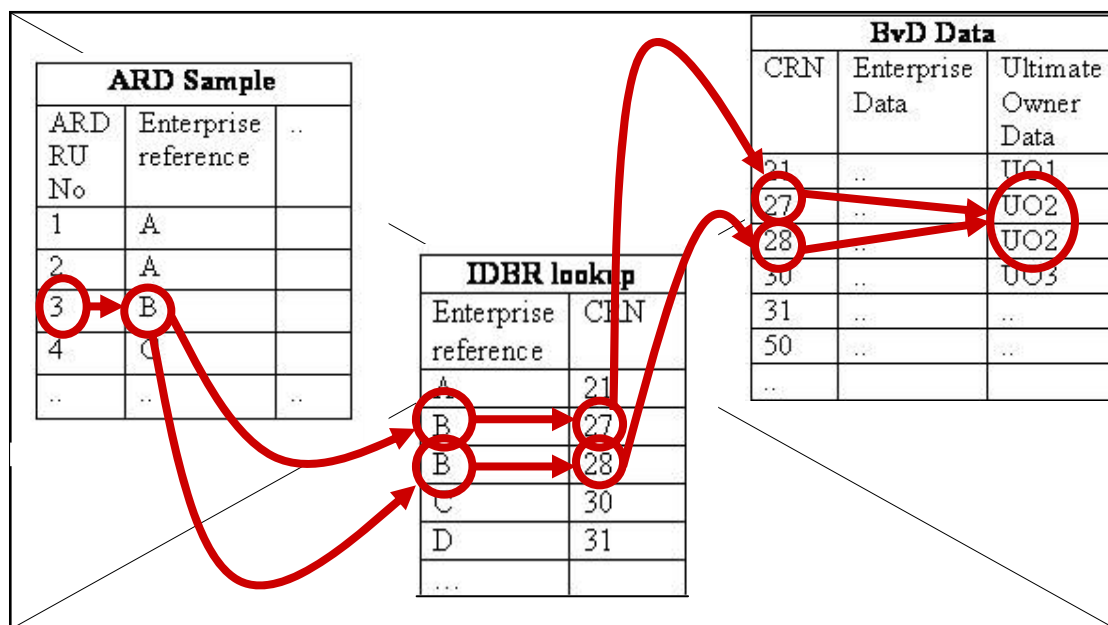 ARD Sample
ARD RU No
Enterprise reference
..
1 A
2 A
3 B
4 C
.. .. ..
IDBR lookup
Enterprise reference
CRN
A 21
B 27
B 28
C 30
D 31
...
BvD Data
CRN
Enterprise Data
Ultimate Owner Data
21 .. UO1
27 .. UO2
28 .. UO2
30 .. UO3
31 .. ..
50 .. ..
..